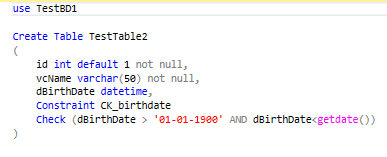 use TestBD1
Create Table TestTable2
(
id int default 1 not null,
vcName varchar(50) not null,
dBirthDate datetime,
Constraint CK_birthdate
Check (dBirthDate > '01-01-1900' AND dBirthDate<getdate())
)